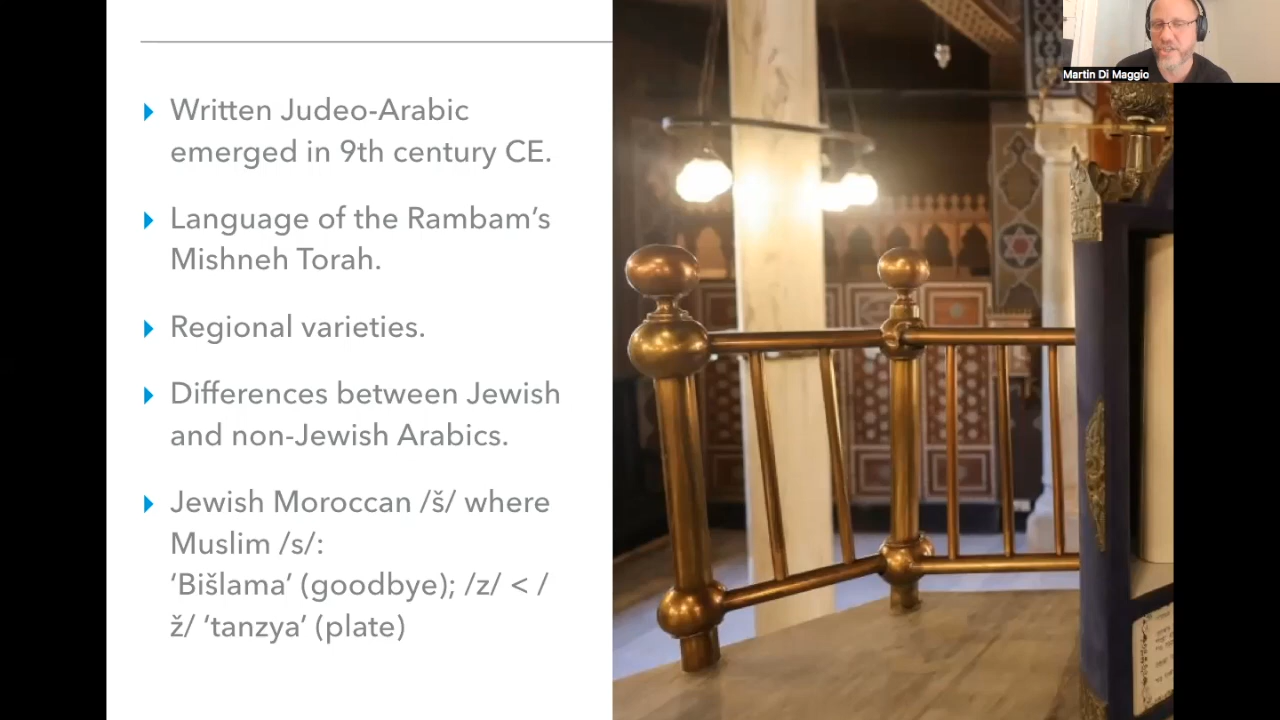 Martin Di Maggio
Written Judeo-Arabic
emerged in 9th century CE.
Language of the Rambam’s
Mishneh Torah.
Regional varieties.
Differences between Jewish
and non-Jewish Arabics.
Jewish Moroccan /š/ where
Muslim /s/:
‘Bišlama’ (goodbye); /z/ < /
ž/ ‘tanzya’ (plate)